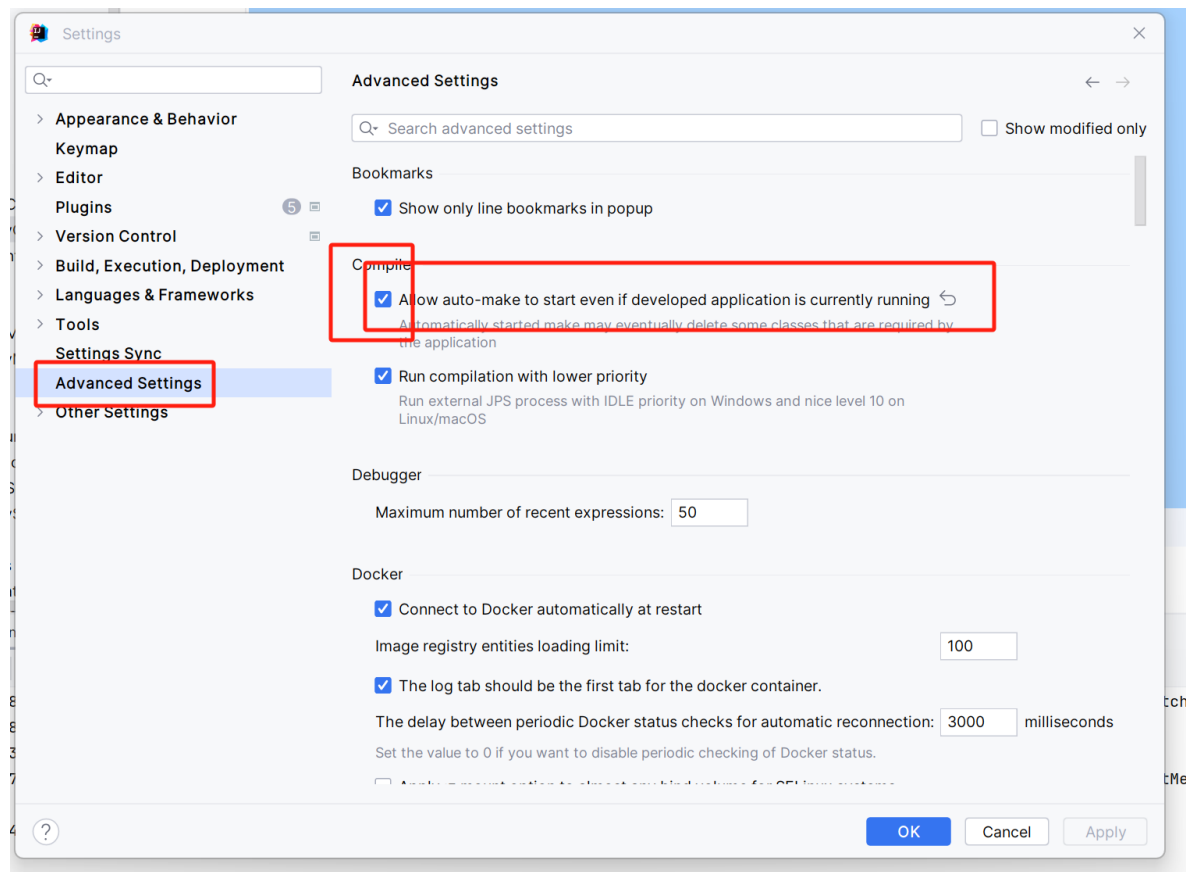 Settings
Advanced Settings
Appearance & Behavior
Keymap
Editor
Plugins 5
Version Control
Build, Execution, Deployment
Languages & Frameworks
Tools
Settings Sync
Advanced Settings
Other Settings
Search advanced settings
Show modified only
Bookmarks
Show only line bookmarks in popup
Compiler
Allow auto-make to start even if developed application is currently running
Automatically started make may eventually delete some classes that are required by
the application
Run compilation with lower priority
Run external JPS process with IDLE priority on Windows and nice level 10 on
Linux/macOS
Debugger
Maximum number of recent expressions: 50
Docker
Connect to Docker automatically at restart
Image registry entities loading limit: 100
The log tab should be the first tab for the docker container.
The delay between periodic Docker status checks for automatic reconnection: 3000 milliseconds
Set the value to 0 if you want to disable periodic checking of Docker status.
?
OK
Cancel
Apply
tch
tMe